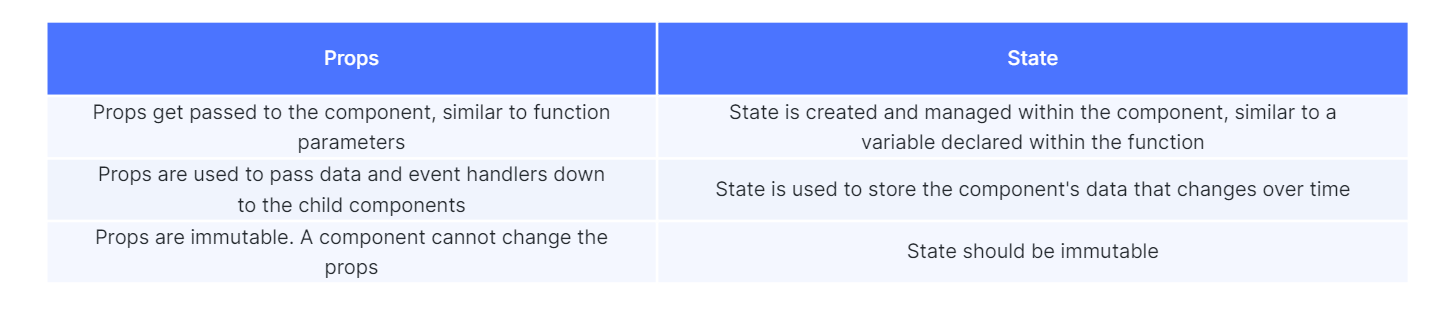 Props
State
Props get passed to the component, similar to function
parameters
State is created and managed within the component, similar to a
variable declared within the function
Props are used to pass data and event handlers down
to the child components
State is used to store the component's data that changes over time
Props are immutable. A component cannot change the
props
State should be immutable